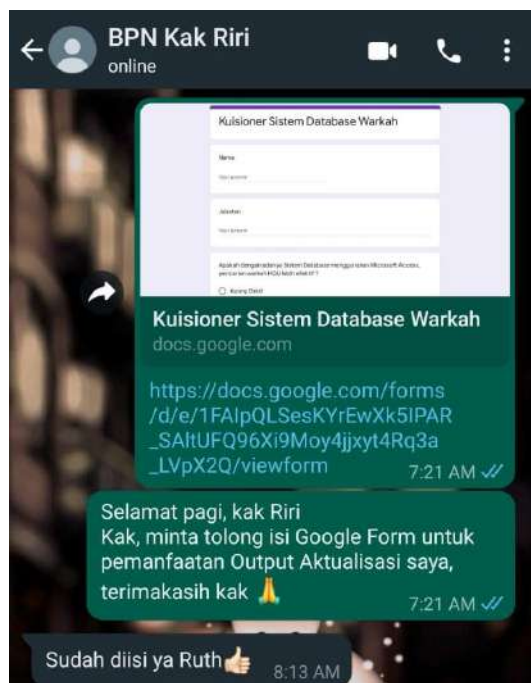 BPN Kak Riri
online
Kuisioner Sistem Database Warkah
Nama
Jabatan
Kuisioner Sistem Database Warkah
docs.google.com
https://docs.google.com/forms
/d/e/1FAIpQLSesKYrEwXk5IPAR
_SAltUFQ96Xi9Moy4jjxyt4Rq3a
_LVpX2Q/viewform
7:21 AM
Selamat pagi, kak Riri
Kak, minta tolong isi Google Form untuk
pemanfaatan Output Aktualisasi saya,
terimakasih kak 🙏
7:21 AM
Sudah diisi ya Ruth👍🏻
8:13 AM